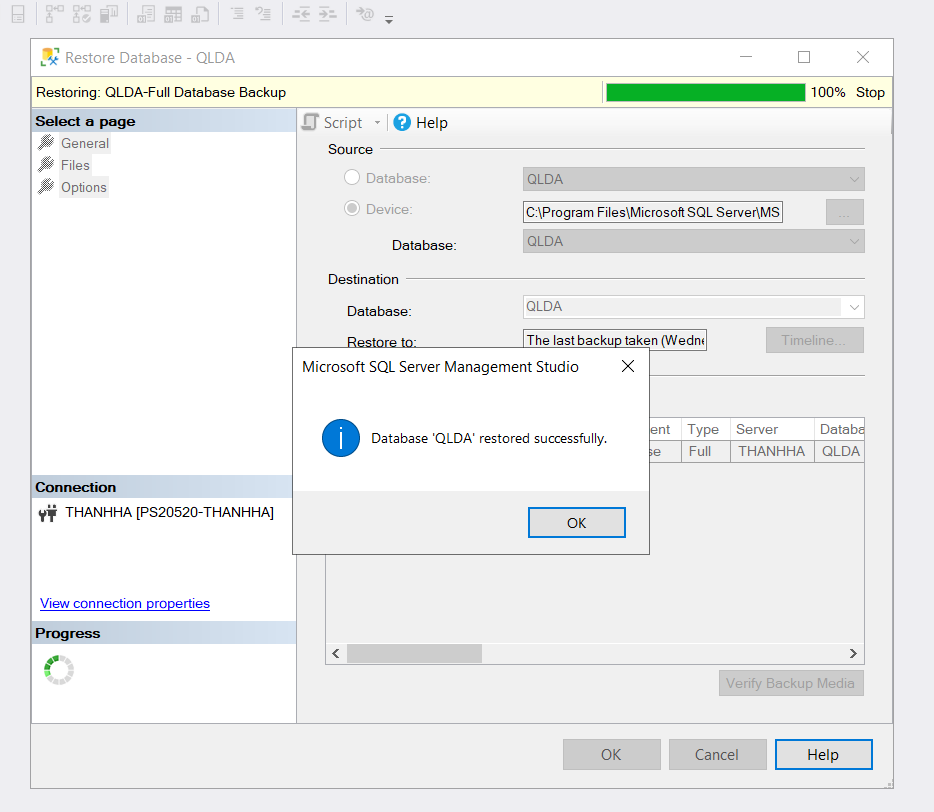 Restore Database - QLDA
Restoring: QLDA-Full Database Backup
100% Stop
Select a page
General
Files
Options
Script
Help
Source
Database:
QLDA
Device:
C:\Program Files\Microsoft SQL Server\MS
...
Database:
QLDA
Destination
Database:
QLDA
Restore to:
The last backup taken (Wedne
Timeline...
Microsoft SQL Server Management Studio
Database 'QLDA' restored successfully.
OK
ent Type Server Databa
se Full THANHHA QLDA
Connection
THANHHA [PS20520-THANHHA]
View connection properties
Progress
Verify Backup Media
OK
Cancel
Help